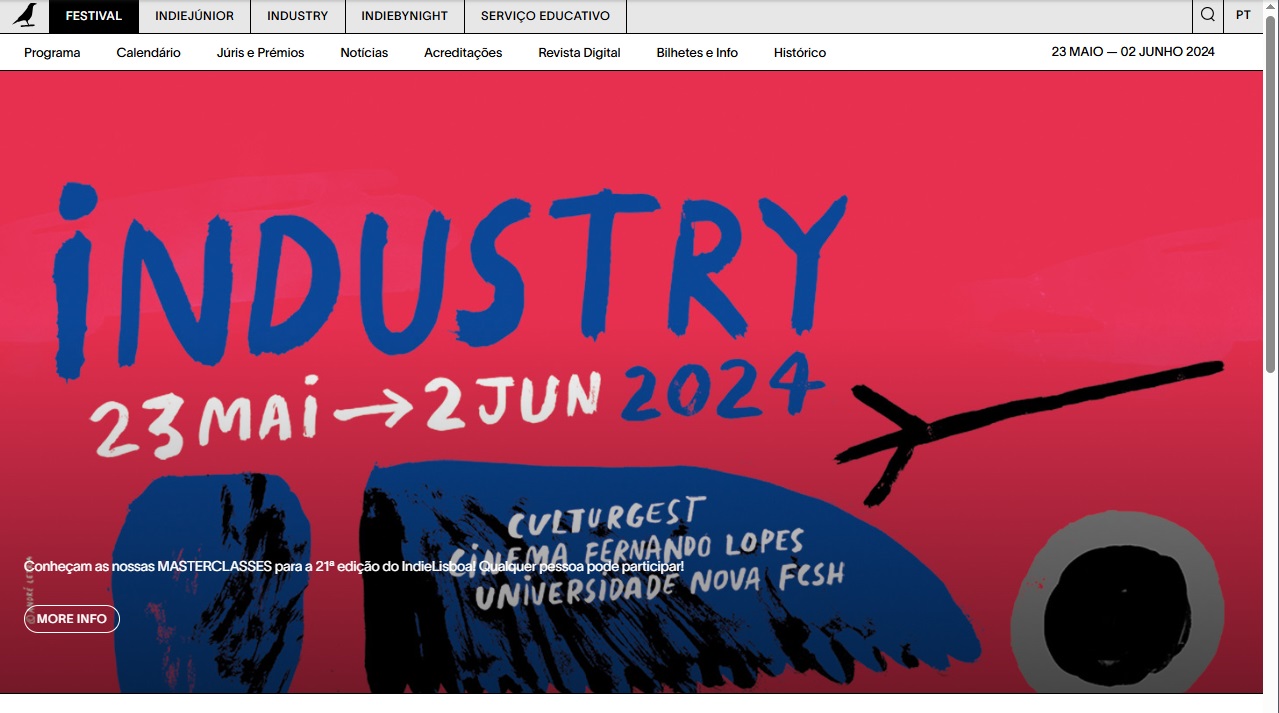 FESTIVAL
INDIEJÚNIOR
INDUSTRY
INDIEBYNIGHT
SERVIÇO EDUCATIVO
PT
Programa
Calendário
Júris e Prémios
Notícias
Acreditações
Revista Digital
Bilhetes e Info
Histórico
23 MAIO — 02 JUNHO 2024
iNDUSTRY
23 MAi → 2 JUN 2024
CULTURGEST
CiNEMA FERNANDO LOPES
Conheçam as nossas MASTERCLASSES para a 21ª edição do IndieLisboa! Qualquer pessoa pode participar!
UNiVERSIDADE NOVA FCSH
MORE INFO